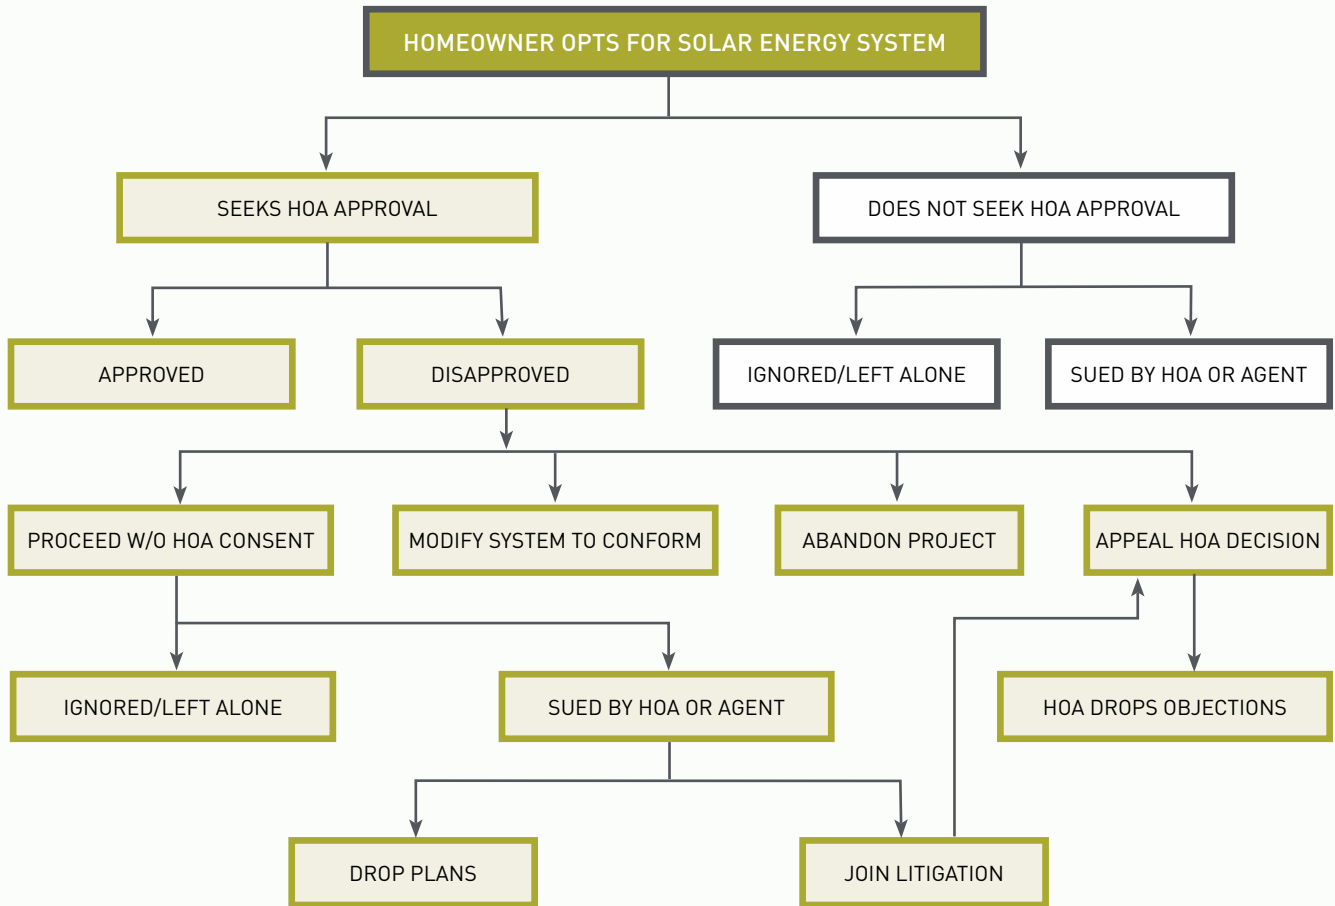 HOMEOWNER OPTS FOR SOLAR ENERGY SYSTEM
SEEKS HOA APPROVAL
DOES NOT SEEK HOA APPROVAL
APPROVED
DISAPPROVED
IGNORED/LEFT ALONE
SUED BY HOA OR AGENT
PROCEED W/O HOA CONSENT
MODIFY SYSTEM TO CONFORM
ABANDON PROJECT
APPEAL HOA DECISION
IGNORED/LEFT ALONE
SUED BY HOA OR AGENT
HOA DROPS OBJECTIONS
DROP PLANS
JOIN LITIGATION